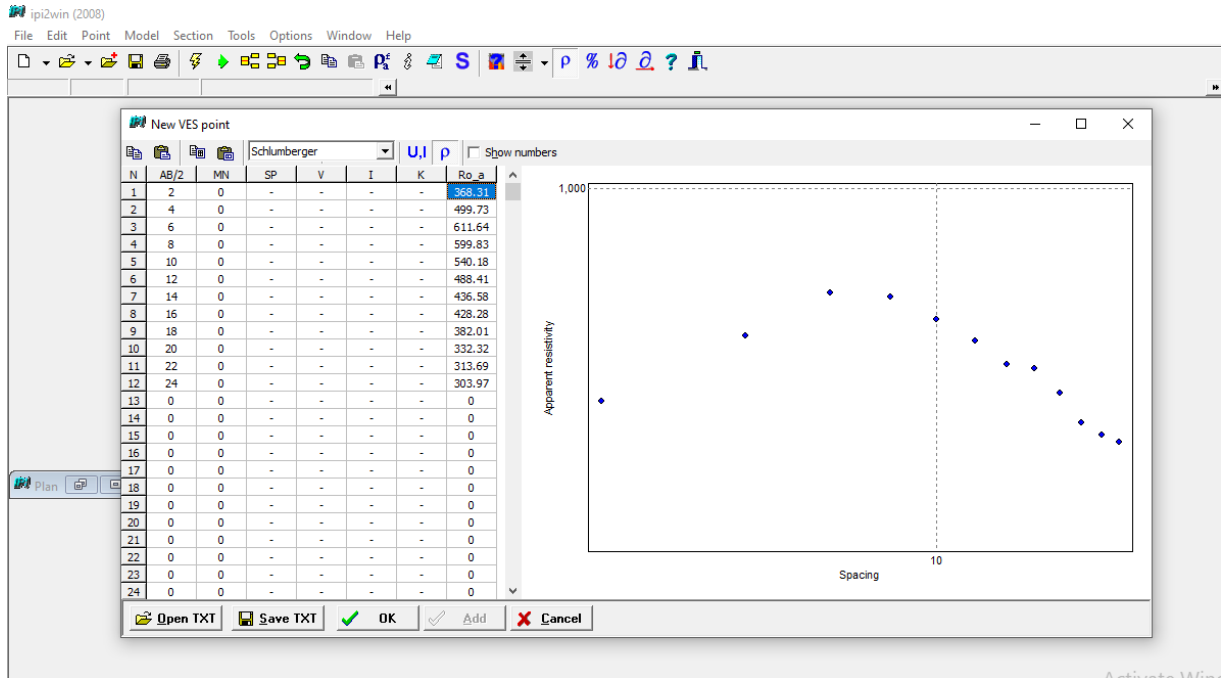 ipi2win (2008)
File Edit Point Model Section Tools Options Window Help
New VES point
Schlumberger U,I ρ Show numbers
N AB/2 MN SP V I K Ro_a
1 2 0 - - - - 368.31
2 4 0 - - - - 499.73
3 6 0 - - - - 611.64
4 8 0 - - - - 599.83
5 10 0 - - - - 540.18
6 12 0 - - - - 488.41
7 14 0 - - - - 436.58
8 16 0 - - - - 428.28
9 18 0 - - - - 382.01
10 20 0 - - - - 332.32
11 22 0 - - - - 313.69
12 24 0 - - - - 303.97
13 0 0 - - - - 0
14 0 0 - - - - 0
15 0 0 - - - - 0
16 0 0 - - - - 0
17 0 0 - - - - 0
18 0 0 - - - - 0
19 0 0 - - - - 0
20 0 0 - - - - 0
21 0 0 - - - - 0
22 0 0 - - - - 0
23 0 0 - - - - 0
24 0 0 - - - - 0
1,000
Apparent resistivity
10
Spacing
Plan
Open TXT Save TXT OK Add Cancel